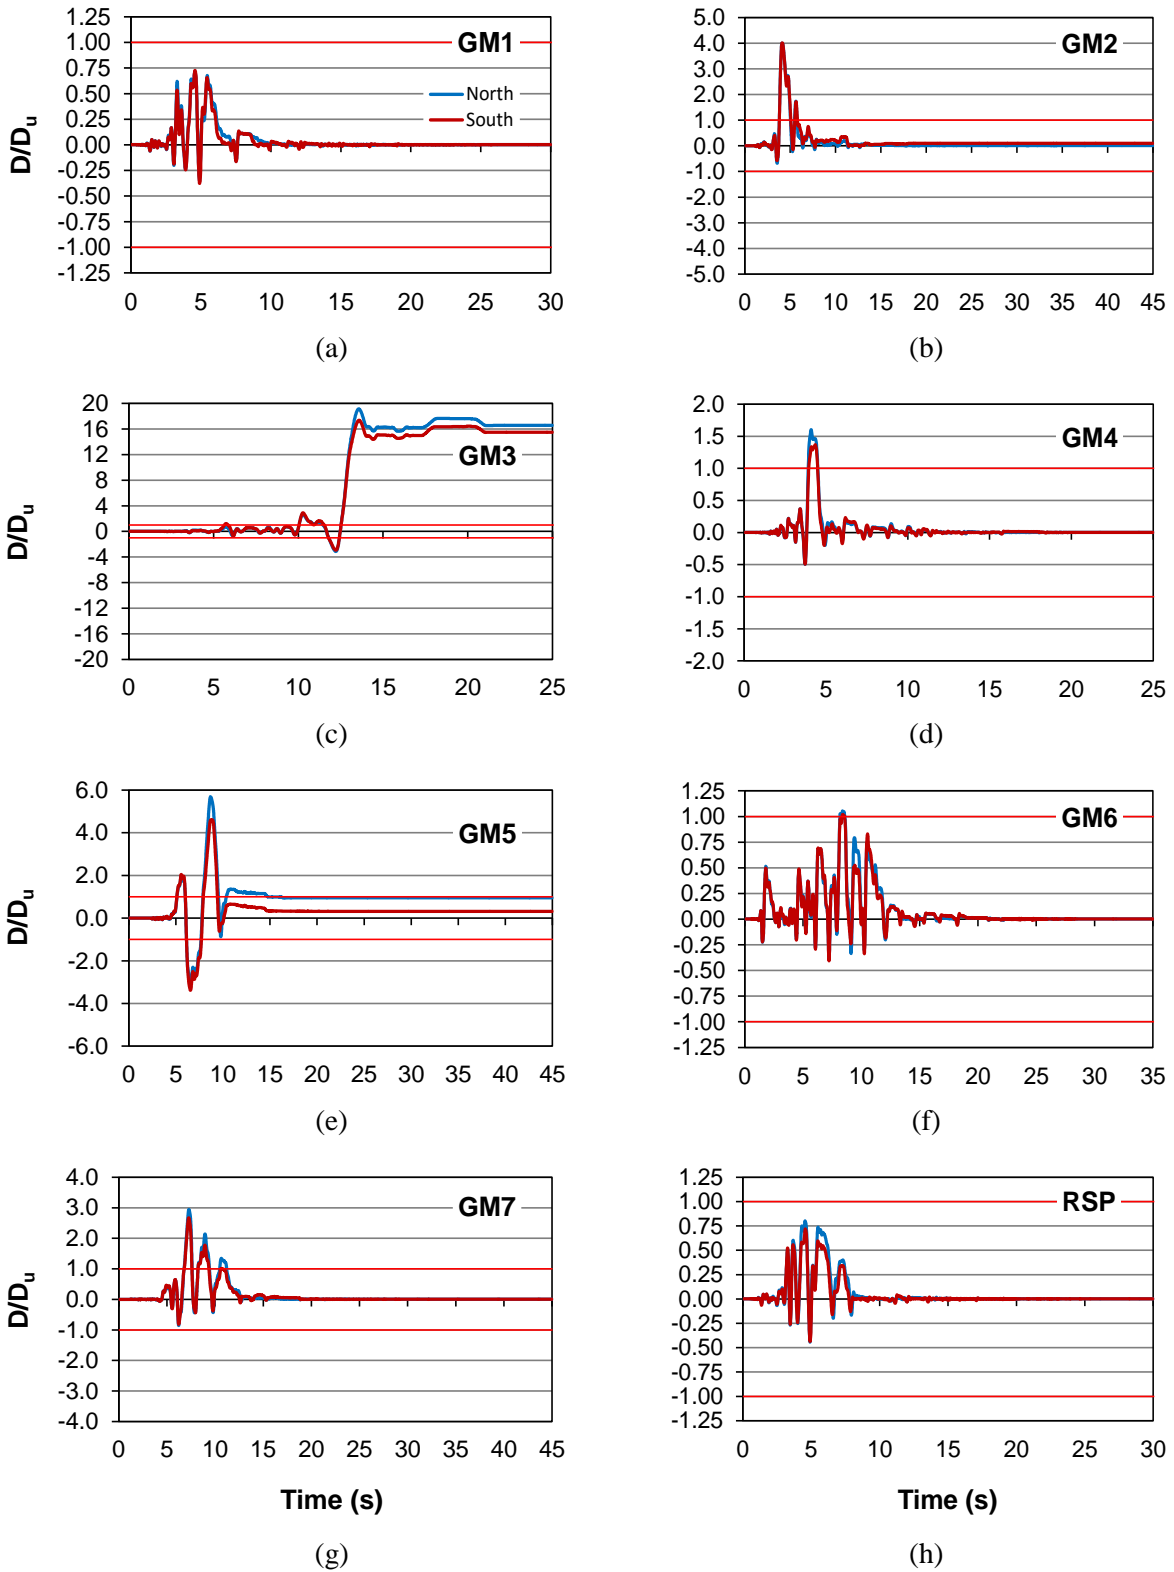 1.25
1.00
0.75
0.50
0.25
0.00
-0.25
-0.50
-0.75
-1.00
-1.25
D/Du
GM1
North
South
0 5 10 15 20 25 30
(a)
5.0
4.0
3.0
2.0
1.0
0.0
-1.0
-2.0
-3.0
-4.0
-5.0
GM2
0 5 10 15 20 25 30 35 40 45
(b)
20
16
12
8
4
0
-4
-8
-12
-16
-20
D/Du
GM3
0 5 10 15 20 25
(c)
2.0
1.5
1.0
0.5
0.0
-0.5
-1.0
-1.5
-2.0
GM4
0 5 10 15 20 25
(d)
6.0
4.0
2.0
0.0
-2.0
-4.0
-6.0
D/Du
GM5
0 5 10 15 20 25 30 35 40 45
(e)
1.25
1.00
0.75
0.50
0.25
0.00
-0.25
-0.50
-0.75
-1.00
-1.25
GM6
0 5 10 15 20 25 30 35
(f)
4.0
3.0
2.0
1.0
0.0
-1.0
-2.0
-3.0
-4.0
D/Du
GM7
0 5 10 15 20 25 30 35 40 45
Time (s)
(g)
1.25
1.00
0.75
0.50
0.25
0.00
-0.25
-0.50
-0.75
-1.00
-1.25
RSP
0 5 10 15 20 25 30
Time (s)
(h)